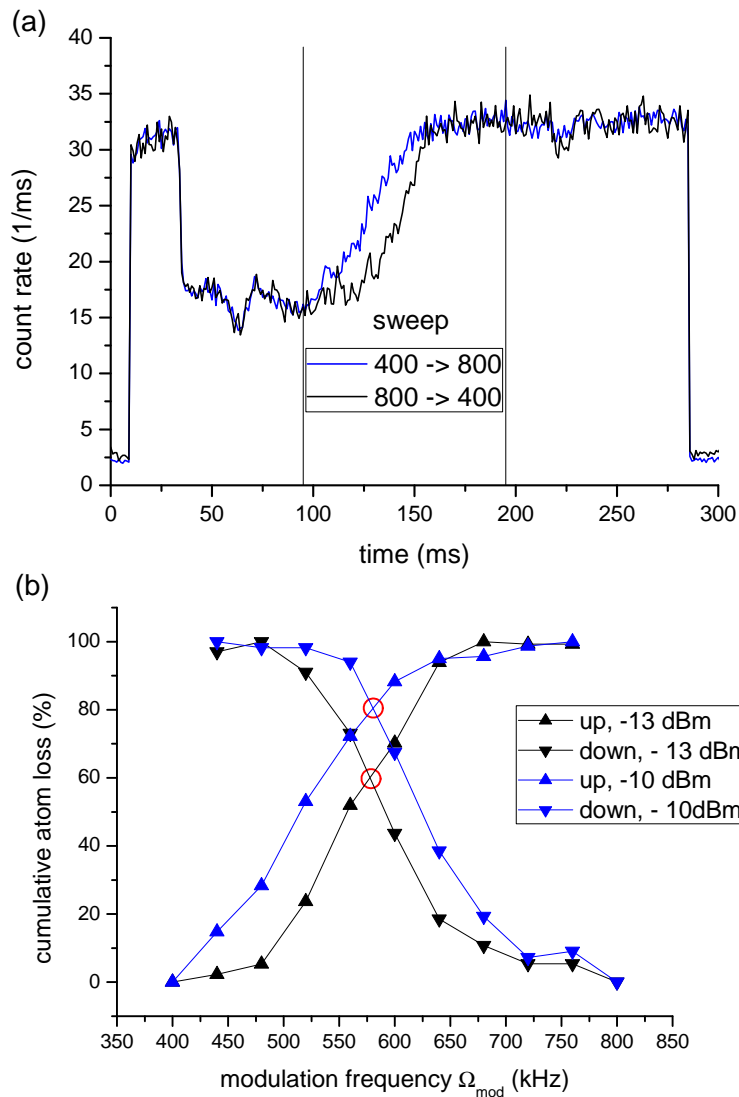 (a)
40
35
30
25
20
15
10
5
0
count rate (1/ms)
sweep
400 -> 800
800 -> 400
0 50 100 150 200 250 300
time (ms)
(b)
100
80
60
40
20
0
cumulative atom loss (%)
up, -13 dBm
down, - 13 dBm
up, -10 dBm
down, - 10dBm
350 400 450 500 550 600 650 700 750 800 850
modulation frequency Ω_mod (kHz)